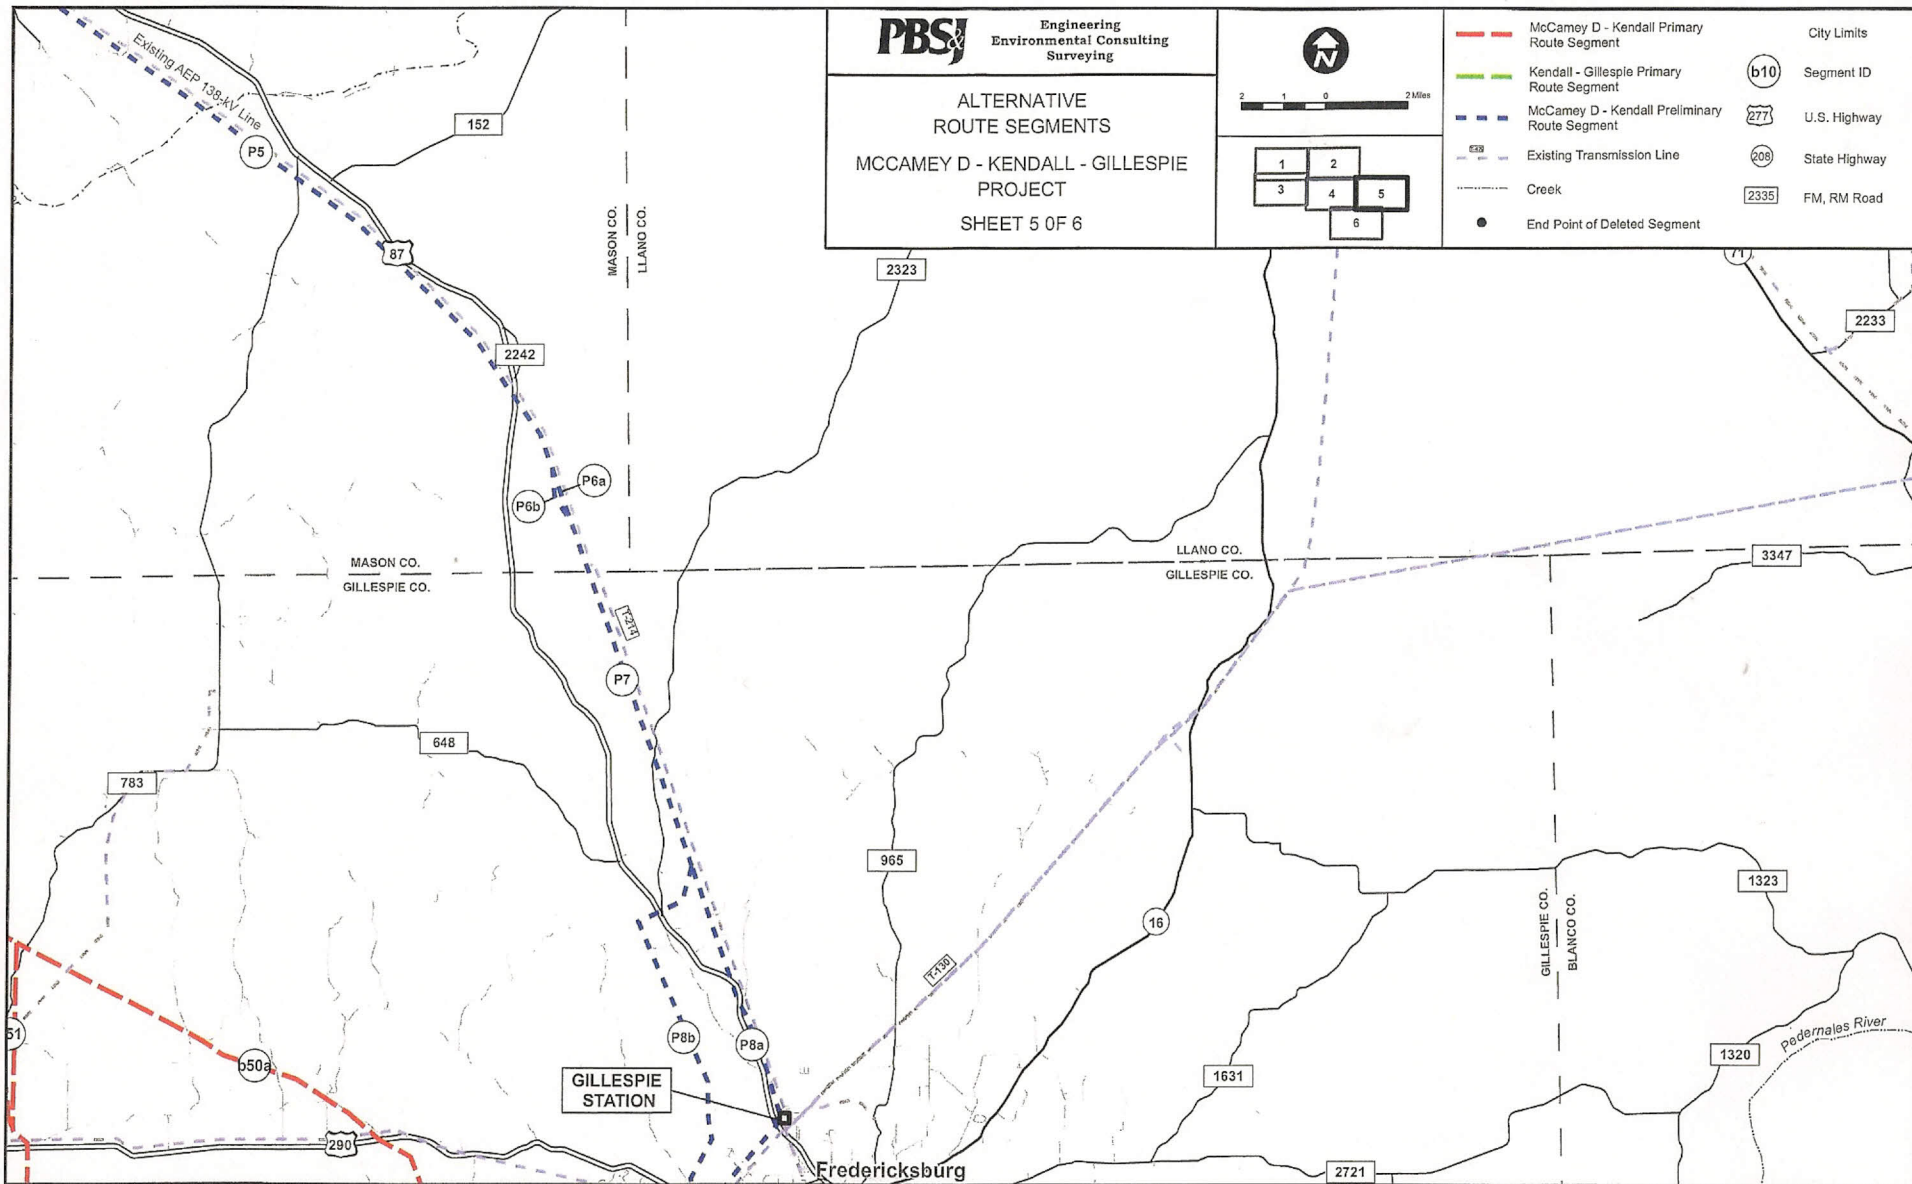 PBS&J
Engineering
Environmental Consulting
Surveying
ALTERNATIVE
ROUTE SEGMENTS
MCCAMEY D - KENDALL - GILLESPIE
PROJECT
SHEET 5 0F 6
N
2 1 0 2 Miles
1 2
3 4 5
6
McCamey D - Kendall Primary
Route Segment
Kendall - Gillespie Primary
Route Segment
McCamey D - Kendall Preliminary
Route Segment
Existing Transmission Line
Creek
End Point of Deleted Segment
City Limits
b10 Segment ID
277 U.S. Highway
208 State Highway
2335 FM, RM Road
Existing AEP 138-kV Line
P5
152
87
MASON CO.
LLANO CO.
2323
71
2233
2242
P6a
P6b
MASON CO.
GILLESPIE CO.
LLANO CO.
GILLESPIE CO.
3347
T-214
P7
648
783
965
1323
16
GILLESPIE CO.
BLANCO CO.
T-130
51
b50a
P8b
P8a
Pedernales River
1320
1631
GILLESPIE
STATION
290
Fredericksburg
2721